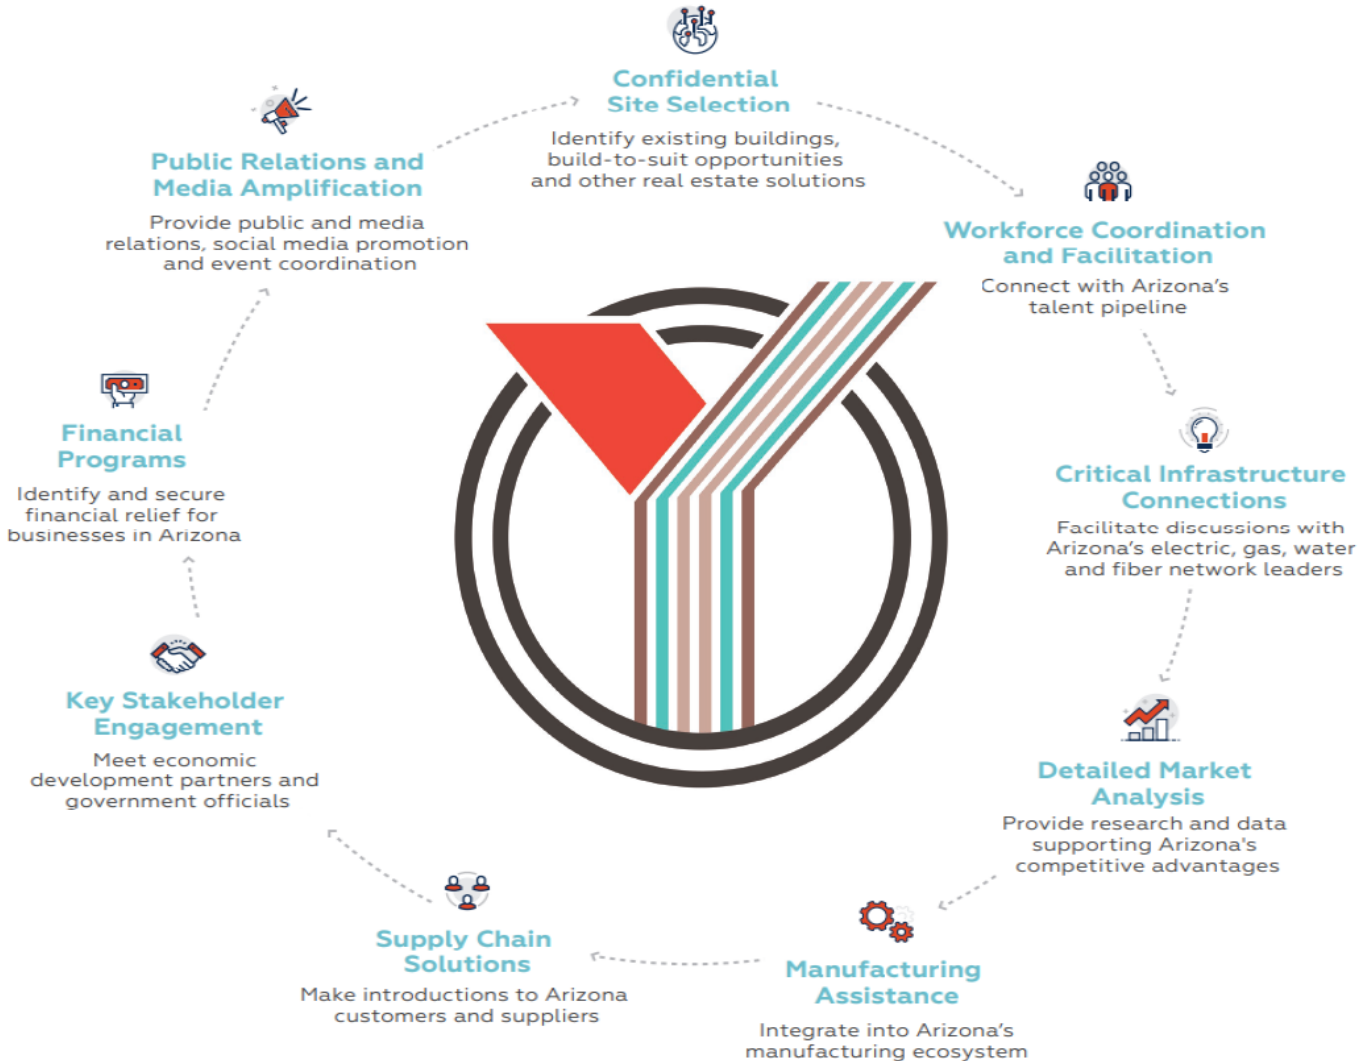 Confidential
Site Selection
Identify existing buildings,
build-to-suit opportunities
and other real estate solutions
Workforce Coordination
and Facilitation
Connect with Arizona's
talent pipeline
Critical Infrastructure
Connections
Facilitate discussions with
Arizona's electric, gas, water
and fiber network leaders
Detailed Market
Analysis
Provide research and data
supporting Arizona's
competitive advantages
Manufacturing
Assistance
Integrate into Arizona's
manufacturing ecosystem
Supply Chain
Solutions
Make introductions to Arizona
customers and suppliers
Key Stakeholder
Engagement
Meet economic
development partners and
government officials
Financial
Programs
Identify and secure
financial relief for
businesses in Arizona
Public Relations and
Media Amplification
Provide public and media
relations, social media promotion
and event coordination